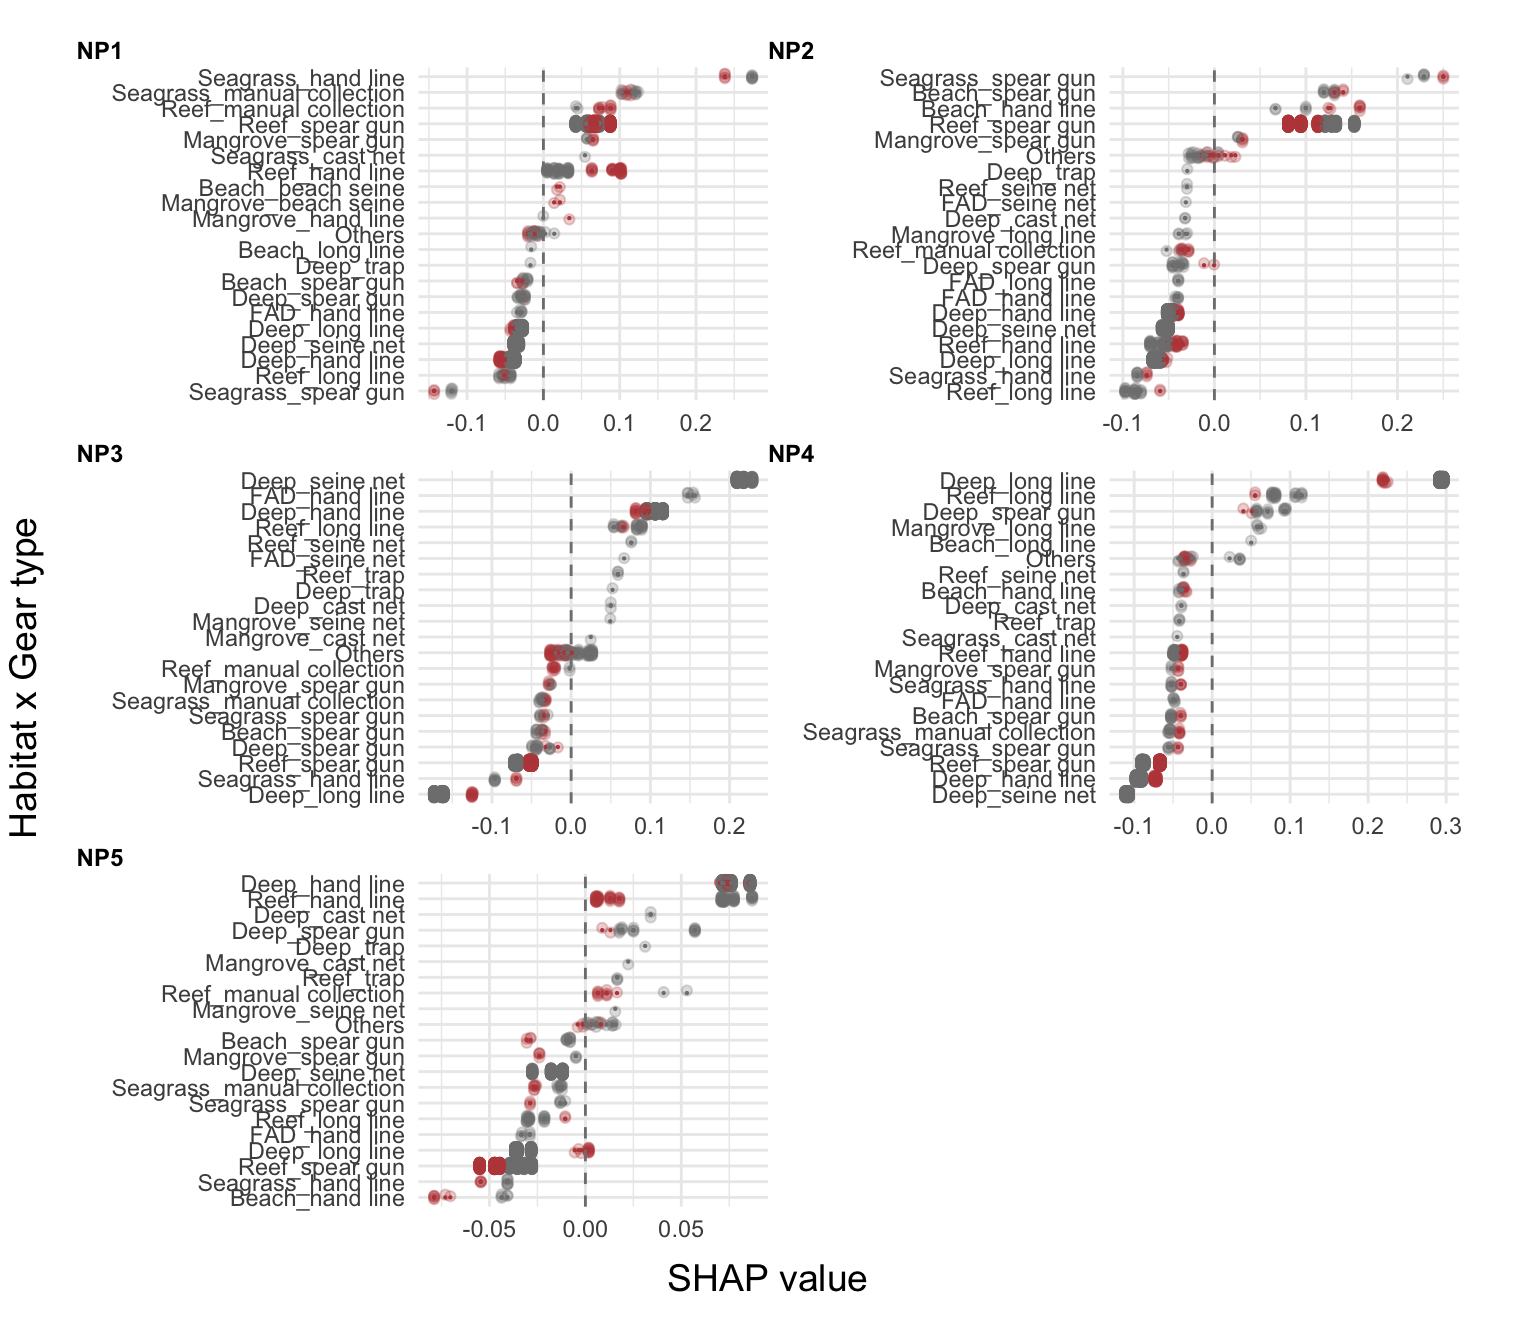 NP1
Seagrass_hand line
Seagrass_manual collection
Reef_manual collection
Reef_spear gun
Mangrove_spear gun
Seagrass_cast net
Reef_hand line
Beach_beach seine
Mangrove_beach seine
Mangrove_hand line
Others
Beach_long line
Deep_trap
Beach_spear gun
Deep_spear gun
FAD_hand line
Deep_long line
Deep_seine net
Deep_hand line
Reef_long line
Seagrass_spear gun
-0.1 0.0 0.1 0.2
NP2
Seagrass_spear gun
Beach_spear gun
Beach_hand line
Reef_spear gun
Mangrove_spear gun
Others
Deep_trap
Reef_seine net
FAD_seine net
Deep_cast net
Mangrove_long line
Reef_manual collection
Deep_spear gun
FAD_long line
FAD_hand line
Deep_hand line
Deep_seine net
Reef_hand line
Deep_long line
Seagrass_hand line
Reef_long line
-0.1 0.0 0.1 0.2
NP3
Deep_seine net
FAD_hand line
Deep_hand line
Reef_long line
Reef_seine net
FAD_seine net
Reef_trap
Deep_trap
Deep_cast net
Mangrove_seine net
Mangrove_cast net
Others
Reef_manual collection
Mangrove_spear gun
Seagrass_manual collection
Seagrass_spear gun
Beach_spear gun
Deep_spear gun
Reef_spear gun
Seagrass_hand line
Deep_long line
-0.1 0.0 0.1 0.2
NP4
Deep_long line
Reef_long line
Deep_spear gun
Mangrove_long line
Beach_long line
Others
Reef_seine net
Beach_hand line
Deep_cast net
Reef_trap
Seagrass_cast net
Reef_hand line
Mangrove_spear gun
Seagrass_hand line
FAD_hand line
Beach_spear gun
Seagrass_manual collection
Seagrass_spear gun
Reef_spear gun
Deep_hand line
Deep_seine net
-0.1 0.0 0.1 0.2 0.3
NP5
Deep_hand line
Reef_hand line
Deep_cast net
Deep_spear gun
Deep_trap
Mangrove_cast net
Reef_trap
Reef_manual collection
Mangrove_seine net
Others
Beach_spear gun
Mangrove_spear gun
Deep_seine net
Seagrass_manual collection
Seagrass_spear gun
Reef_long line
FAD_hand line
Deep_long line
Reef_spear gun
Seagrass_hand line
Beach_hand line
-0.05 0.00 0.05
Habitat x Gear type
SHAP value